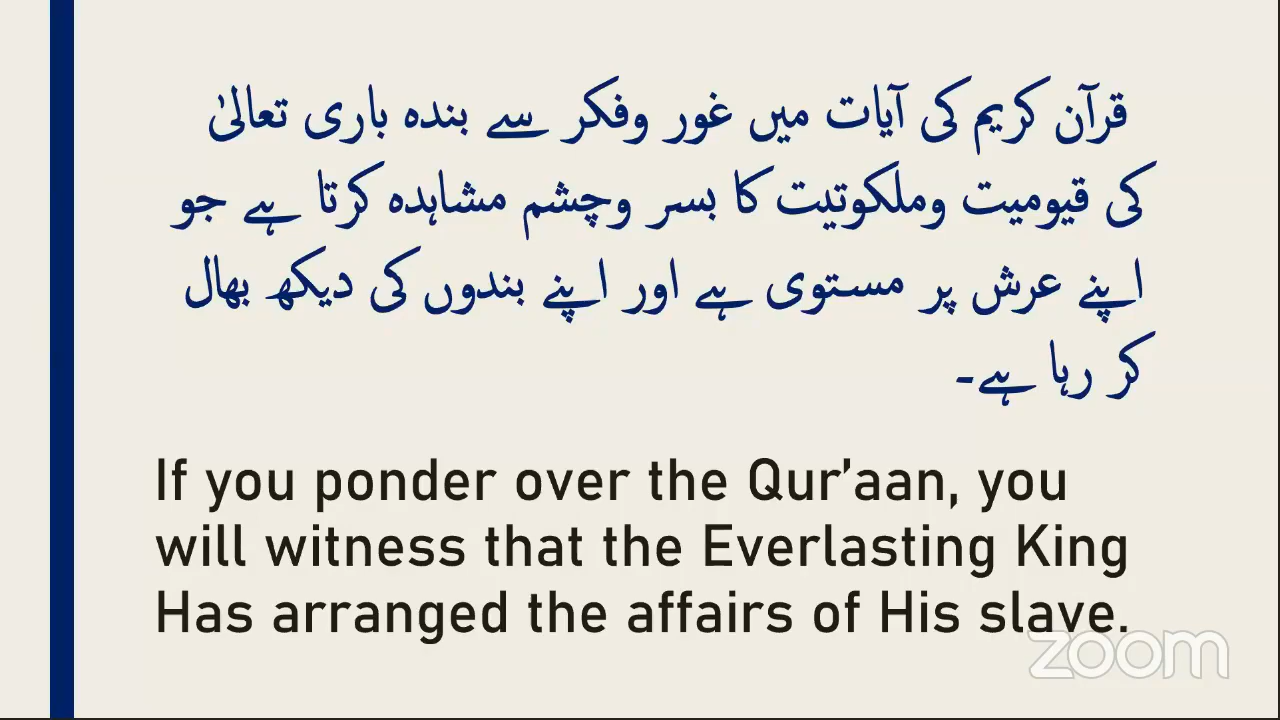 قرآن کریم کی آیات میں غور وفکر سے بندہ باری تعالیٰ
کی قیومیت وملکوتیت کا بسر وچشم مشاہدہ کرتا ہے جو
اپنے عرش پر مستوی ہے اور اپنے بندوں کی دیکھ بھال
کر رہا ہے۔
If you ponder over the Qur’aan, you
will witness that the Everlasting King
Has arranged the affairs of His slave.
zoom